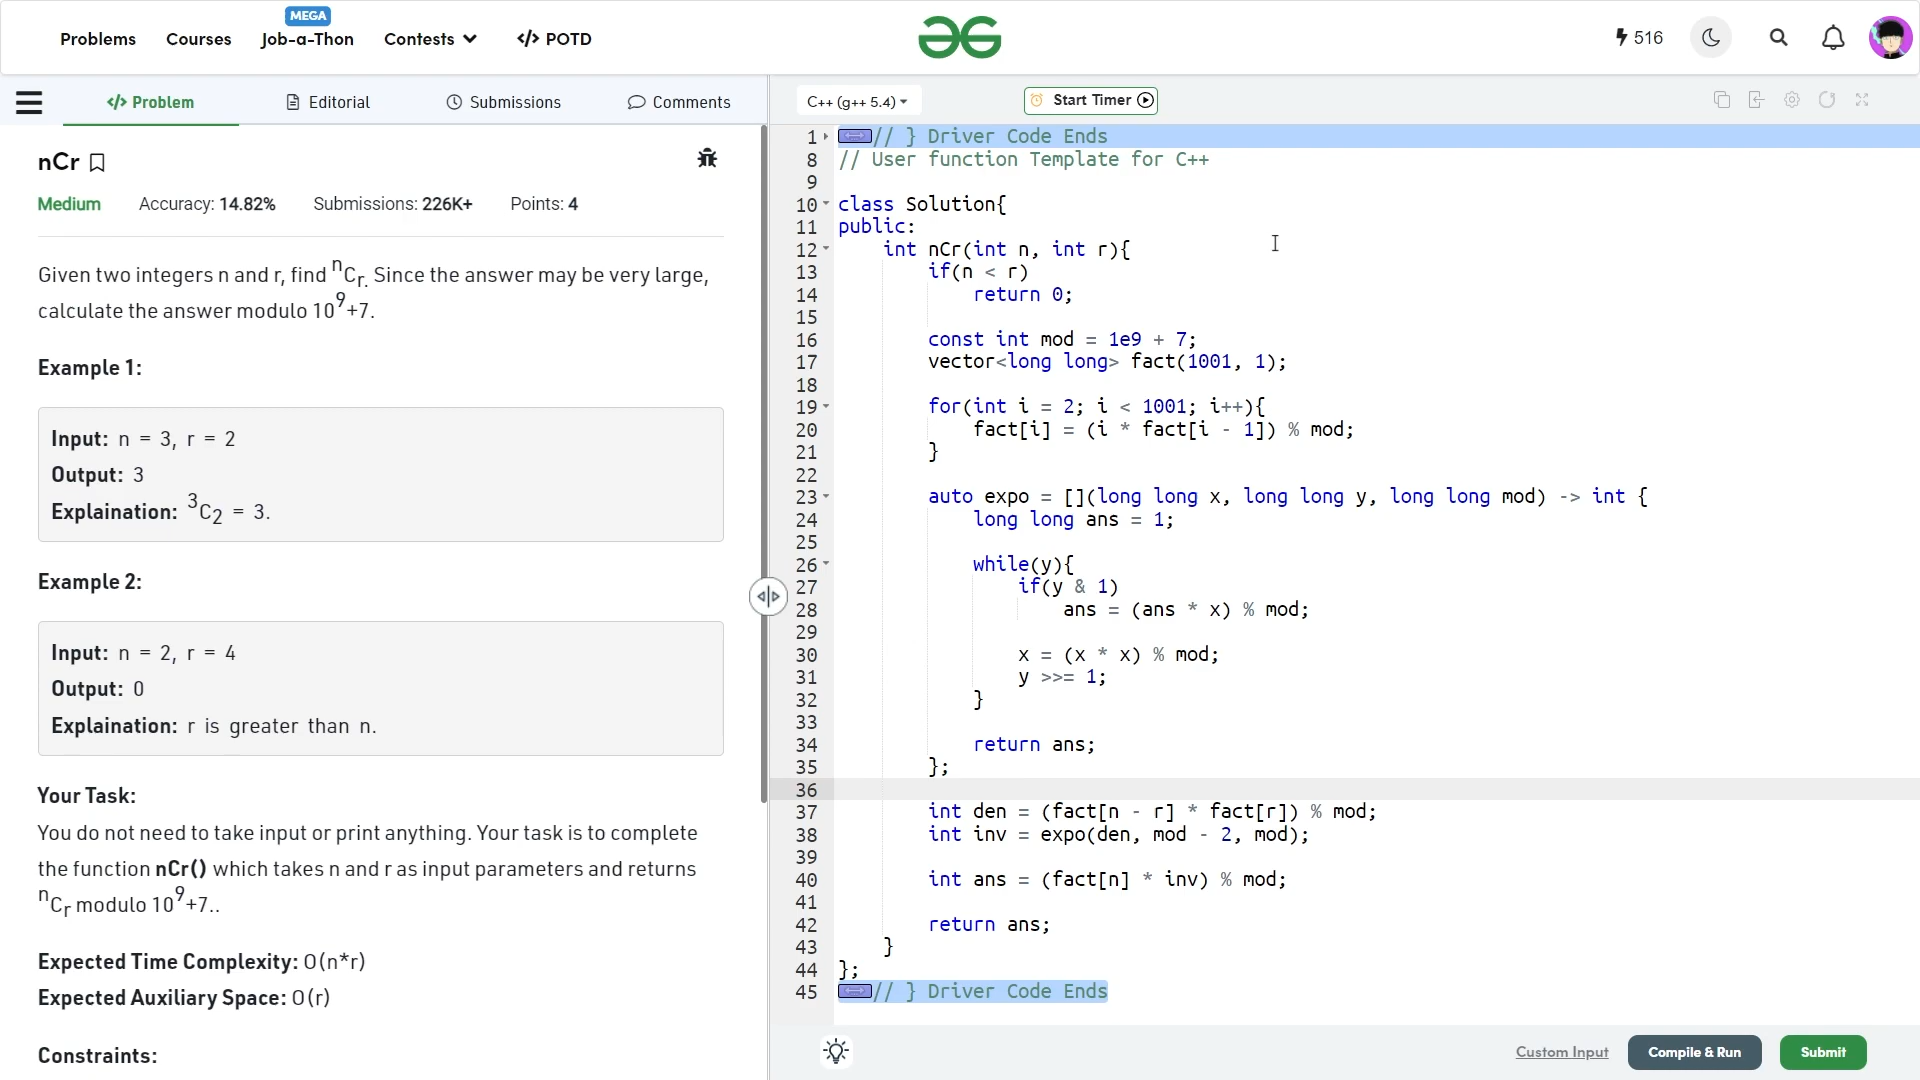 Problems
Courses
MEGA
Job-a-Thon
Contests
</> POTD
516
</> Problem
Editorial
Submissions
Comments
nCr
Medium Accuracy: 14.82% Submissions: 226K+ Points: 4
Given two integers n and r, find nCr. Since the answer may be very large,
calculate the answer modulo 10^9+7.
Example 1:
Input: n = 3, r = 2
Output: 3
Explaination: 3C2 = 3.
Example 2:
Input: n = 2, r = 4
Output: 0
Explaination: r is greater than n.
Your Task:
You do not need to take input or print anything. Your task is to complete
the function nCr() which takes n and r as input parameters and returns
nCr modulo 10^9+7..
Expected Time Complexity: O(n*r)
Expected Auxiliary Space: O(r)
Constraints:
C++ (g++ 5.4)
Start Timer
1 // } Driver Code Ends
8 // User function Template for C++
9
10 class Solution{
11 public:
12     int nCr(int n, int r){
13         if(n < r)
14             return 0;
15
16         const int mod = 1e9 + 7;
17         vector<long long> fact(1001, 1);
18
19         for(int i = 2; i < 1001; i++){
20             fact[i] = (i * fact[i - 1]) % mod;
21         }
22
23         auto expo = [](long long x, long long y, long long mod) -> int {
24             long long ans = 1;
25
26             while(y){
27                 if(y & 1)
28                     ans = (ans * x) % mod;
29
30                 x = (x * x) % mod;
31                 y >>= 1;
32             }
33
34             return ans;
35         };
36
37         int den = (fact[n - r] * fact[r]) % mod;
38         int inv = expo(den, mod - 2, mod);
39
40         int ans = (fact[n] * inv) % mod;
41
42         return ans;
43     }
44 };
45 // } Driver Code Ends
Custom Input
Compile & Run
Submit